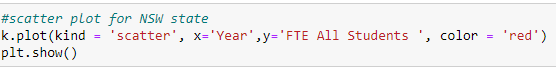 #scatter plot for NSW state
k.plot(kind = 'scatter', x='Year',y='FTE All Students ', color = 'red')
plt.show()